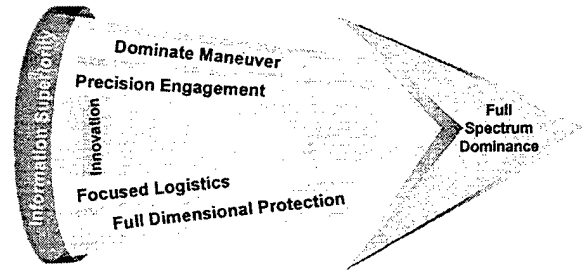 Information Superiority
Innovation
Dominate Maneuver
Precision Engagement
Focused Logistics
Full Dimensional Protection
Full
Spectrum
Dominance